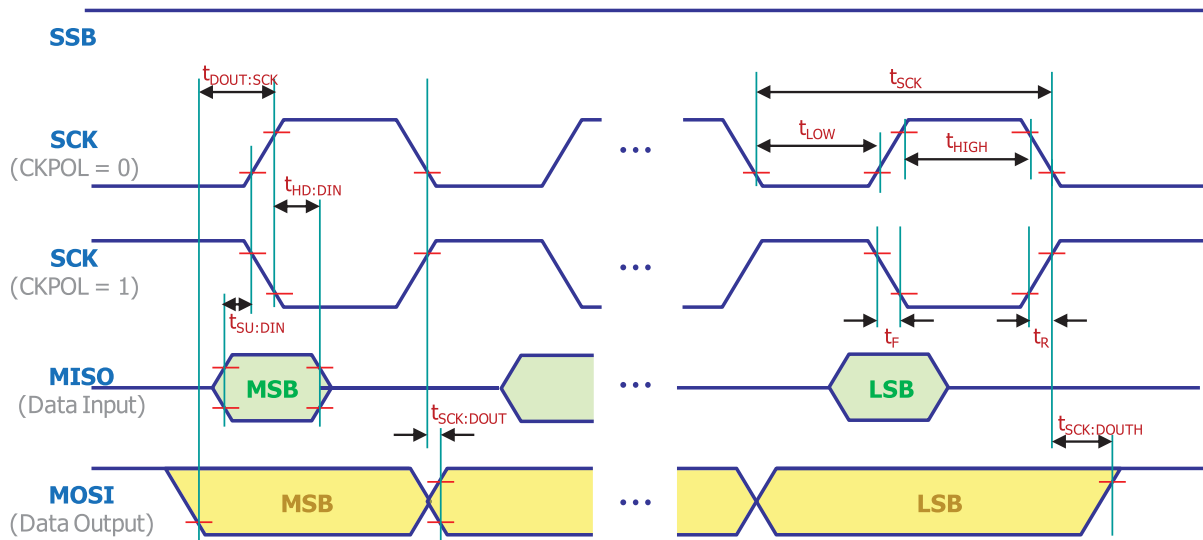 SSB
tDOUT:SCK
tSCK
SCK
(CKPOL = 0)
tLOW
tHIGH
...
tHD:DIN
SCK
(CKPOL = 1)
...
tSU:DIN
tF
tR
MISO
(Data Input)
MSB
...
LSB
tSCK:DOUT
tSCK:DOUTH
MOSI
(Data Output)
MSB
...
LSB